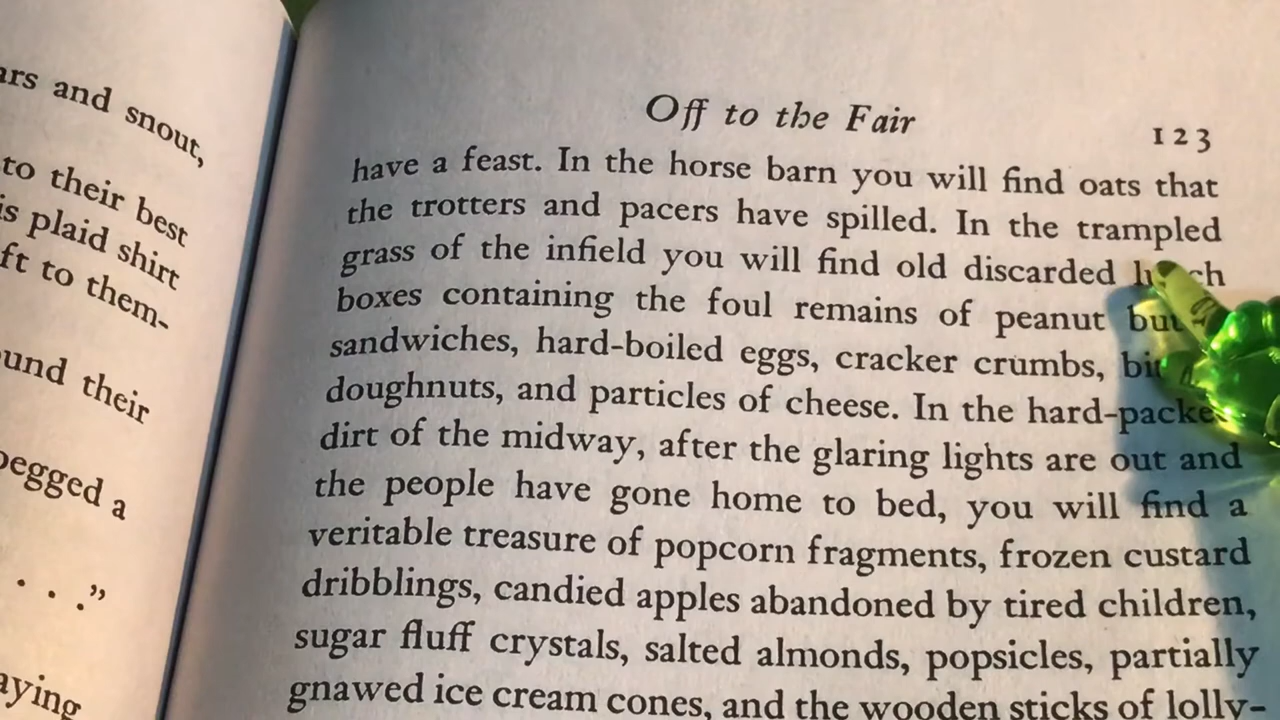 ars and snout,
to their best
is plaid shirt
ft to them-
ound their
pegged a
. . .”
aying
Off to the Fair
123
have a feast. In the horse barn you will find oats that
the trotters and pacers have spilled. In the trampled
grass of the infield you will find old discarded
boxes containing the foul remains of peanut
sandwiches, hard-boiled eggs, cracker crumbs,
doughnuts, and particles of cheese. In the hard-packe
dirt of the midway, after the glaring lights are out and
the people have gone home to bed, you will find a
veritable treasure of popcorn fragments, frozen custard
dribblings, candied apples abandoned by tired children,
sugar fluff crystals, salted almonds, popsicles, partially
gnawed ice cream cones, and the wooden sticks of lolly-